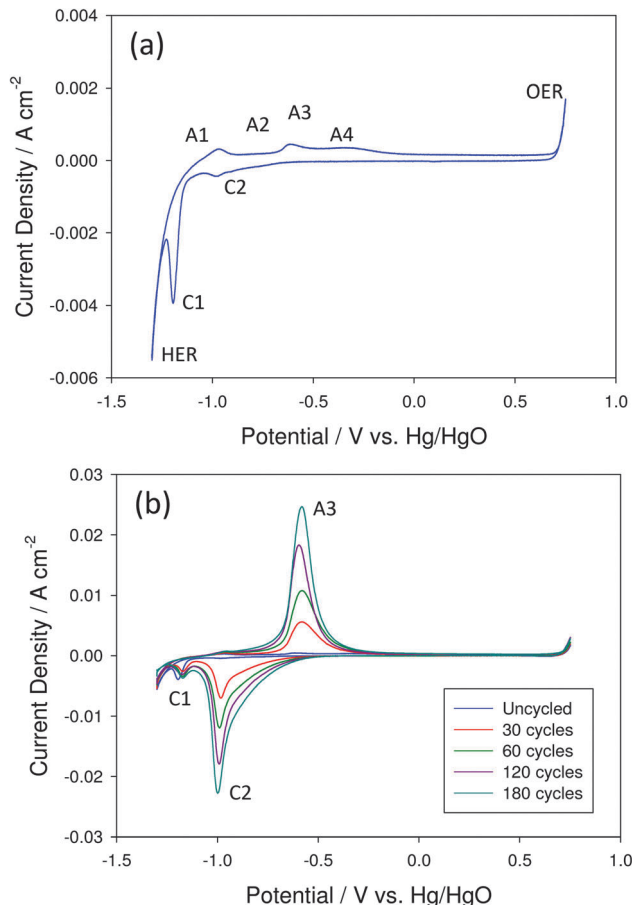 (a)
0.004
0.002
0.000
-0.002
-0.004
-0.006
Current Density / A cm-2
A1
A2
A3
A4
OER
C2
C1
HER
-1.5
-1.0
-0.5
0.0
0.5
1.0
Potential / V vs. Hg/HgO
(b)
0.03
0.02
0.01
0.00
-0.01
-0.02
-0.03
Current Density / A cm-2
A3
C1
C2
Uncycled
30 cycles
60 cycles
120 cycles
180 cycles
-1.5
-1.0
-0.5
0.0
0.5
1.0
Potential / V vs. Hg/HgO